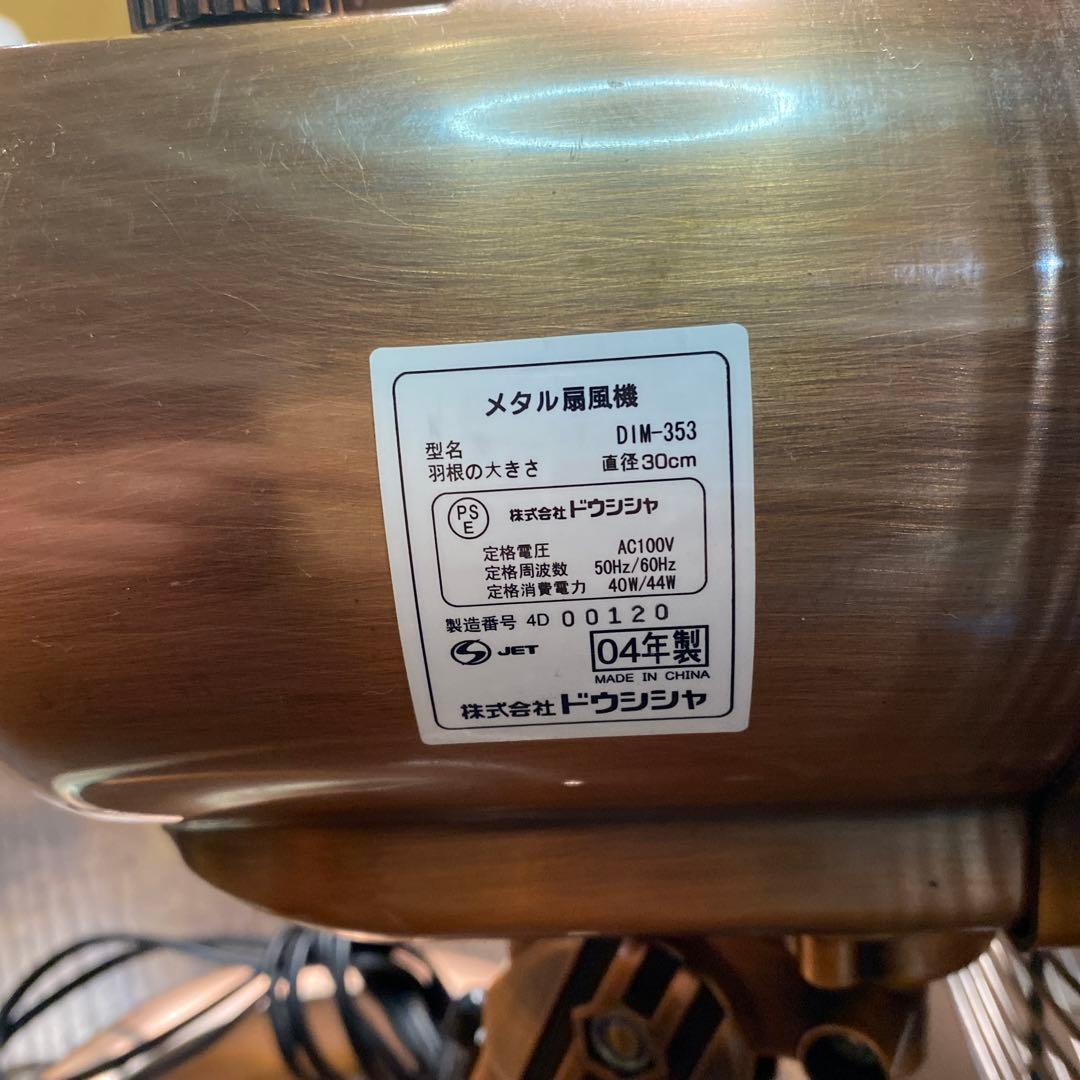 メタル扇風機
型名 DIM-353
羽根の大きさ 直径30cm
PS E 株式会社ドウシシャ
定格電圧 AC100V
定格周波数 50Hz/60Hz
定格消費電力 40W/44W
製造番号 4D 00120
JET 04年製
MADE IN CHINA
株式会社ドウシシャ